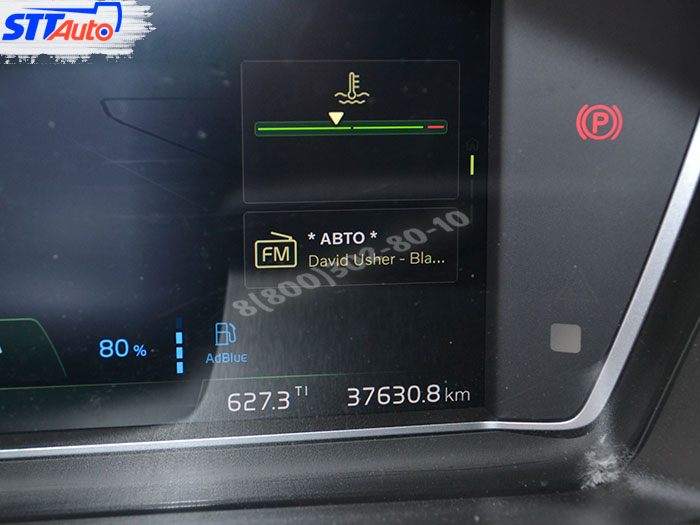 STTAuto
P
FM
* АВТО *
David Usher - Bla...
8(800)302-80-10
80 %
AdBlue
627.3 TI
37630.8 km